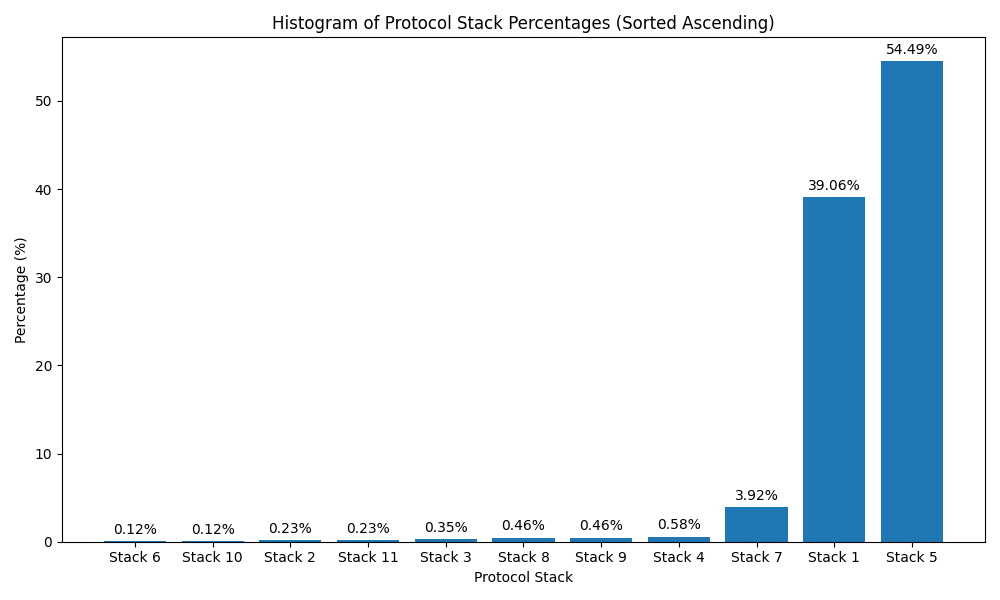 Histogram of Protocol Stack Percentages (Sorted Ascending)
Percentage (%)
50
40
30
20
10
0
0.12%
0.12%
0.23%
0.23%
0.35%
0.46%
0.46%
0.58%
3.92%
39.06%
54.49%
Stack 6
Stack 10
Stack 2
Stack 11
Stack 3
Stack 8
Stack 9
Stack 4
Stack 7
Stack 1
Stack 5
Protocol Stack